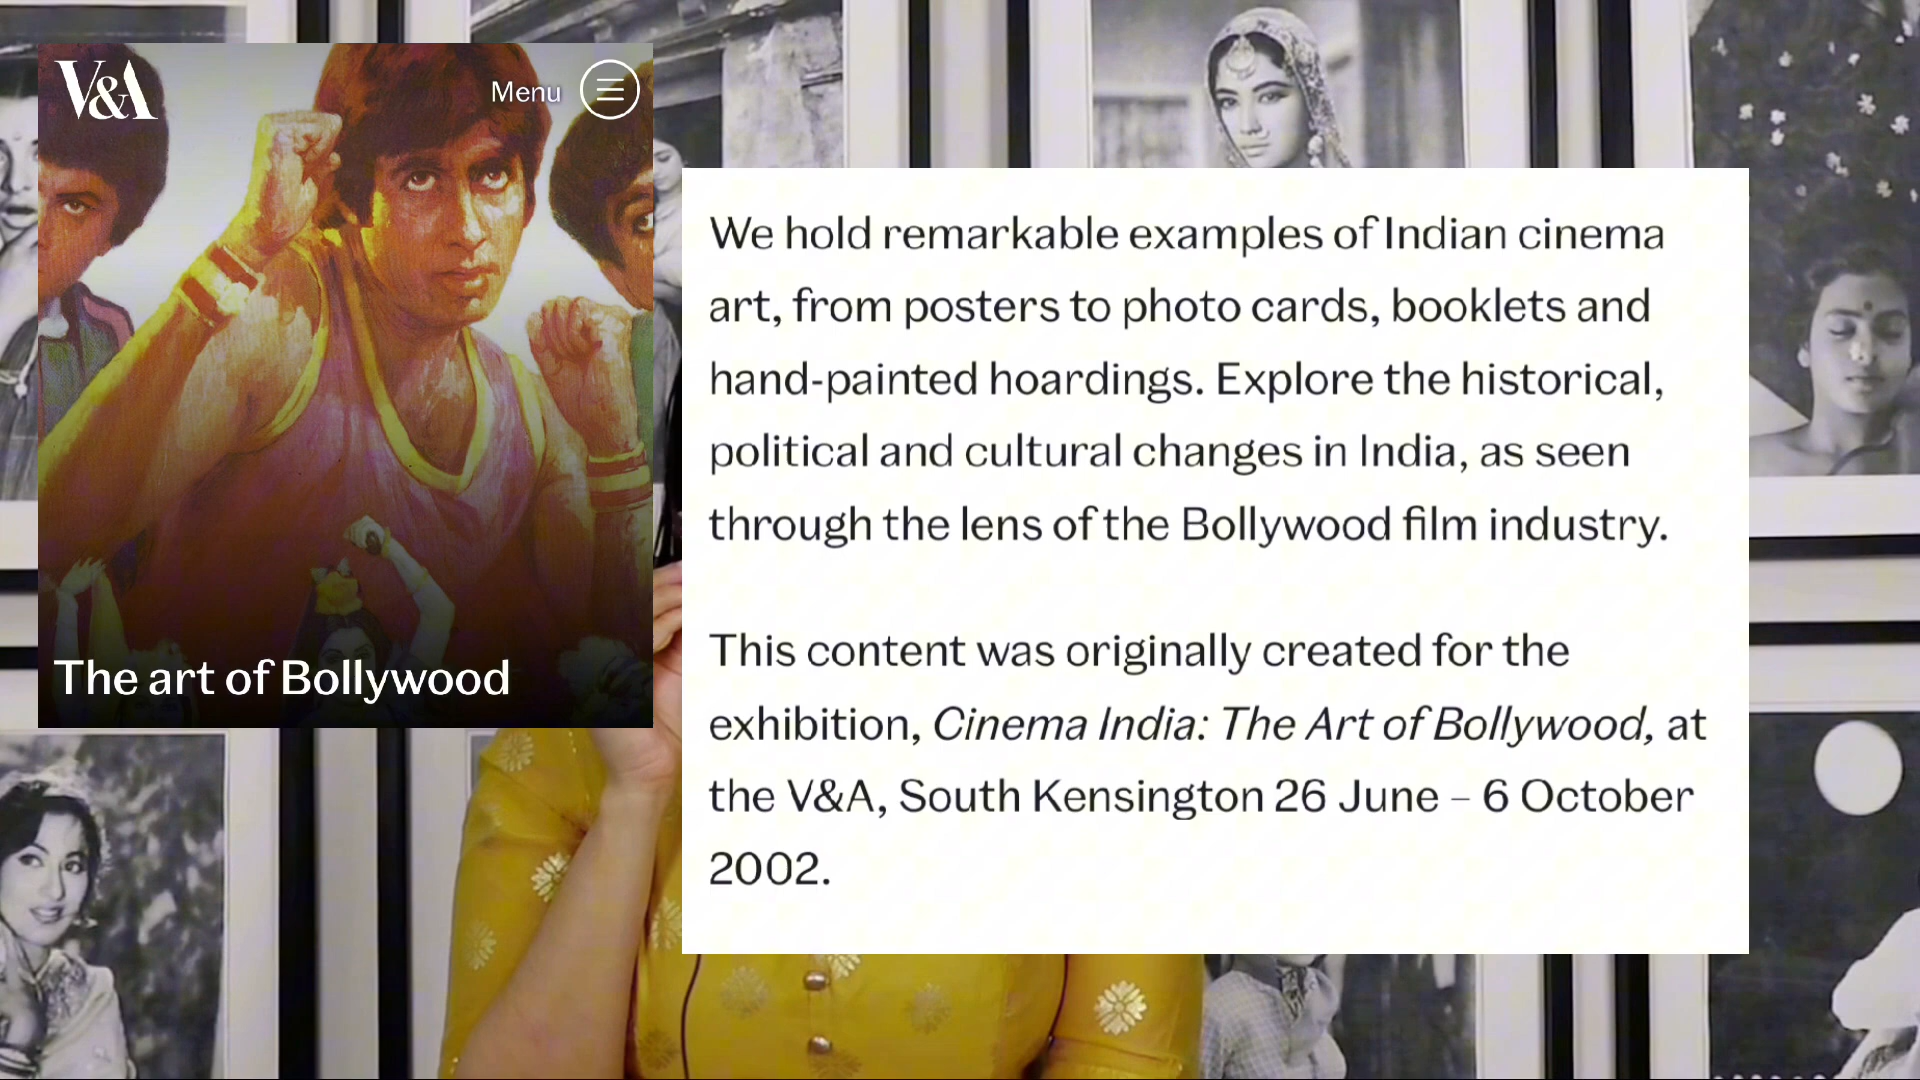 V&A
Menu
The art of Bollywood
We hold remarkable examples of Indian cinema
art, from posters to photo cards, booklets and
hand-painted hoardings. Explore the historical,
political and cultural changes in India, as seen
through the lens of the Bollywood film industry.
This content was originally created for the
exhibition, Cinema India: The Art of Bollywood, at
the V&A, South Kensington 26 June – 6 October
2002.